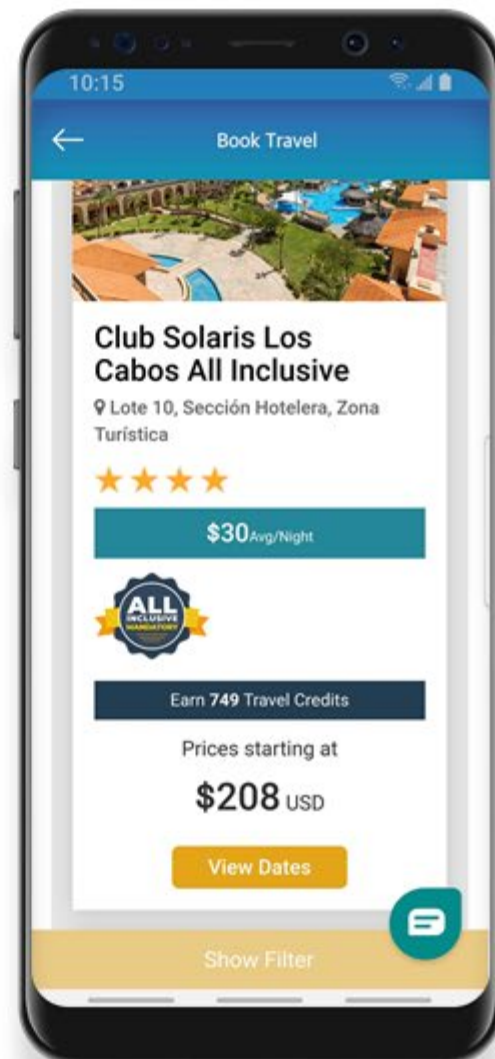 10:15
Book Travel
Club Solaris Los
Cabos All Inclusive
Lote 10, Sección Hotelera, Zona
Turística
$30Avg/Night
ALL
INCLUSIVE
MANDATORY
Earn 749 Travel Credits
Prices starting at
$208 USD
View Dates
Show Filter